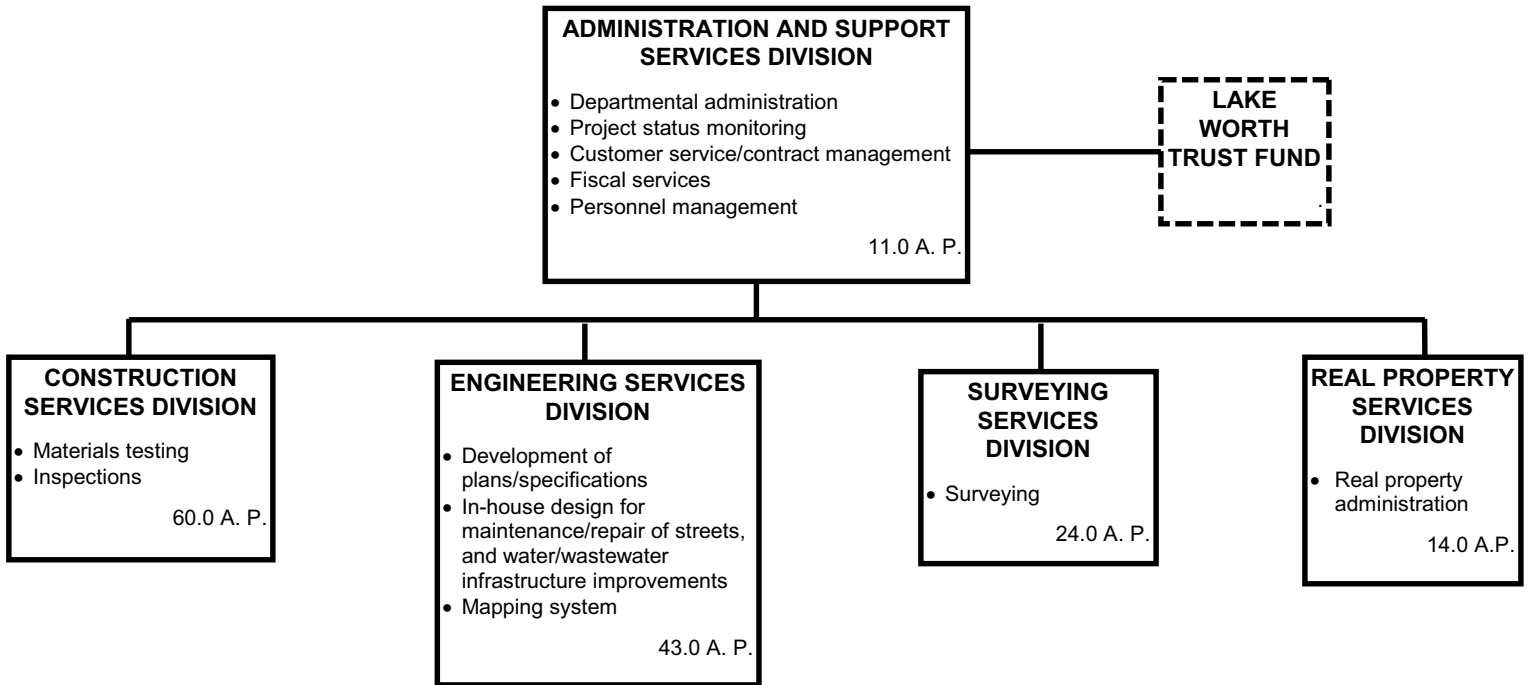 ADMINISTRATION AND SUPPORT
SERVICES DIVISION
• Departmental administration
• Project status monitoring
• Customer service/contract management
• Fiscal services
• Personnel management
11.0 A. P.
LAKE
WORTH
TRUST FUND
.
CONSTRUCTION
SERVICES DIVISION
• Materials testing
• Inspections
60.0 A. P.
ENGINEERING SERVICES
DIVISION
• Development of
plans/specifications
• In-house design for
maintenance/repair of streets,
and water/wastewater
infrastructure improvements
• Mapping system
43.0 A. P.
SURVEYING
SERVICES
DIVISION
• Surveying
24.0 A. P.
REAL PROPERTY
SERVICES
DIVISION
• Real property
administration
14.0 A.P.